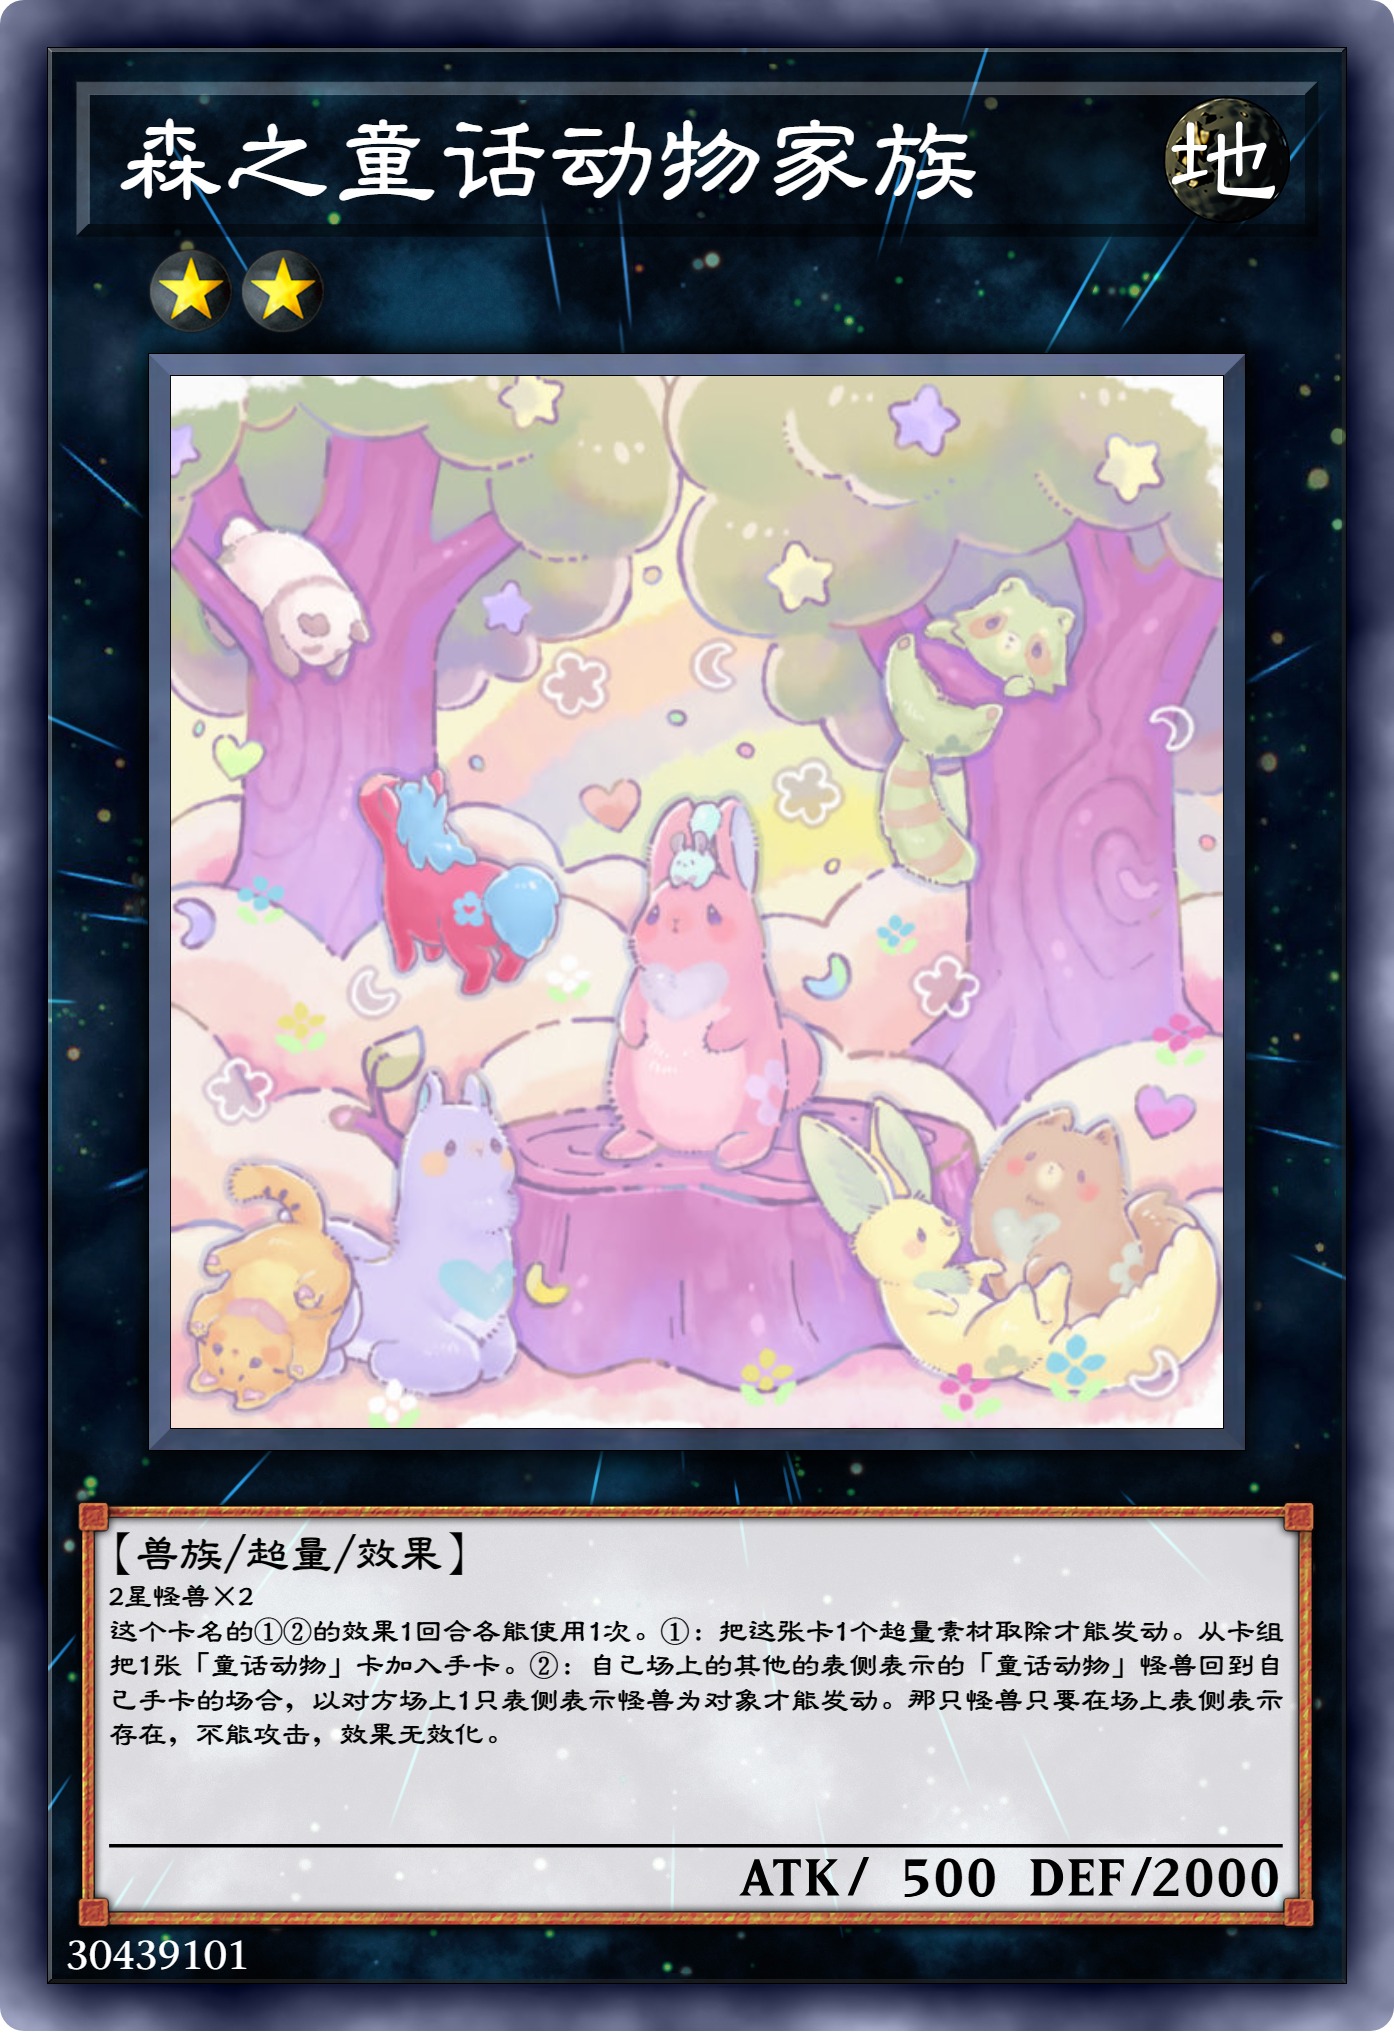 森之童话动物家族
地
【兽族/超量/效果】
2星怪兽×2
这个卡名的①②的效果1回合各能使用1次。①：把这张卡1个超量素材取除才能发动。从卡组
把1张「童话动物」卡加入手卡。②：自己场上的其他的表侧表示的「童话动物」怪兽回到自
己手卡的场合，以对方场上1只表侧表示怪兽为对象才能发动。那只怪兽只要在场上表侧表示
存在，不能攻击，效果无效化。
ATK/ 500 DEF/2000
30439101